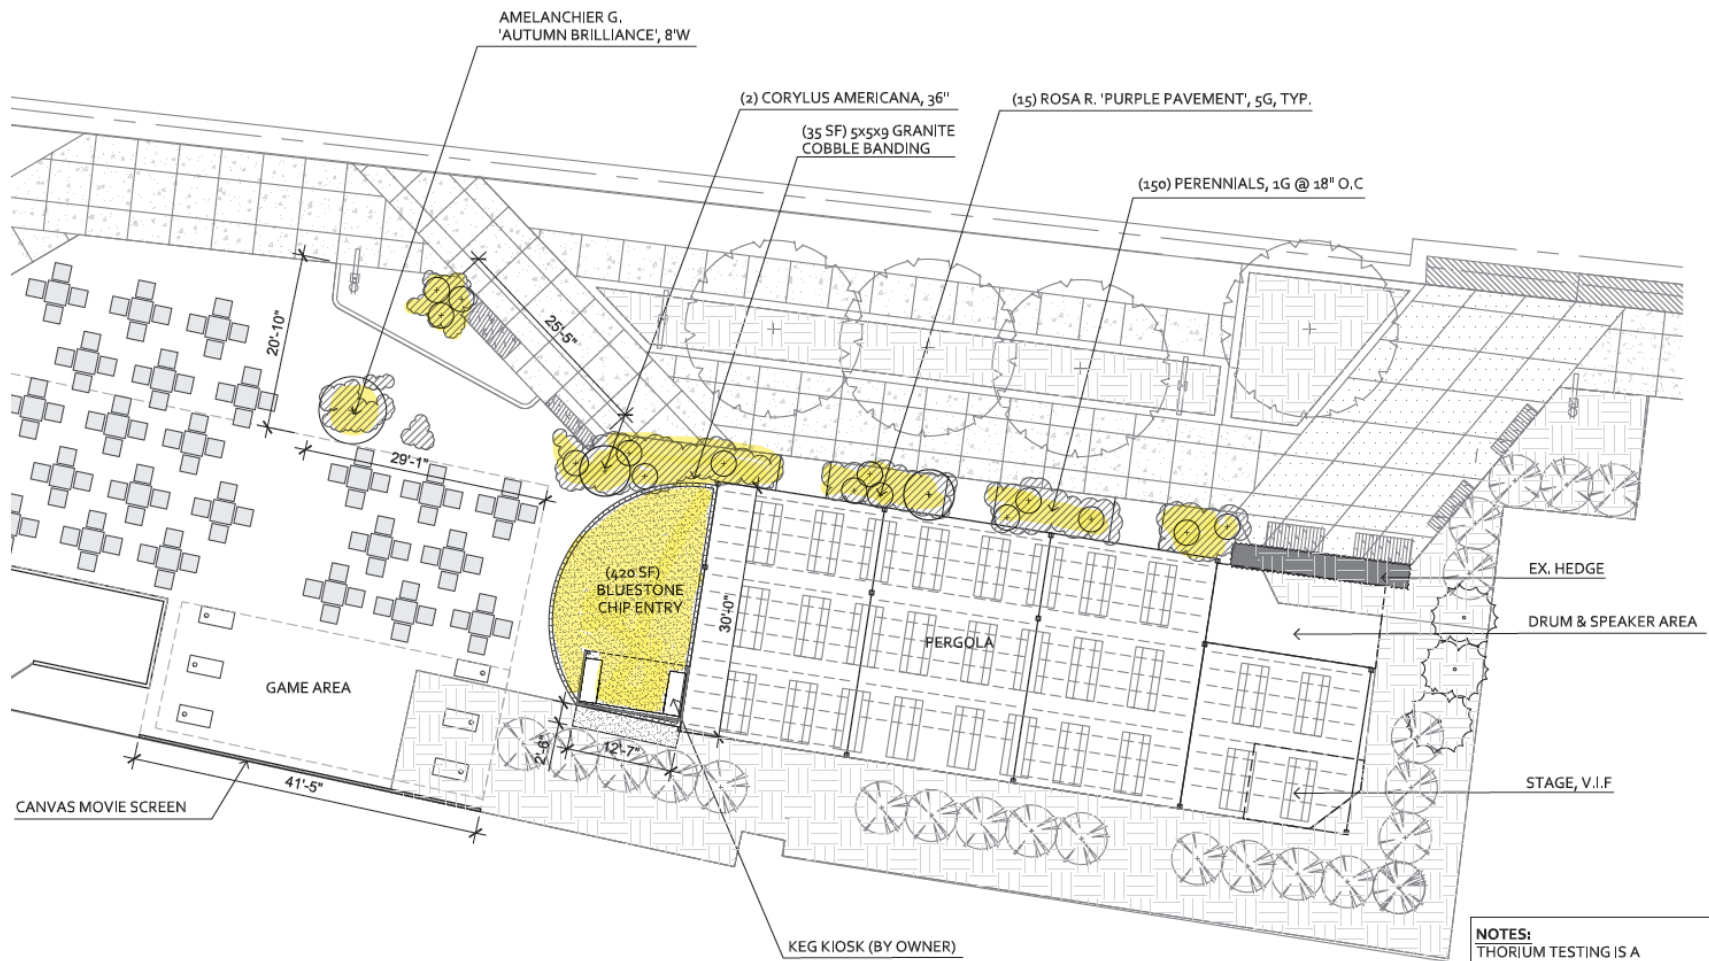 AMELANCHIER G.
'AUTUMN BRILLIANCE', 8'W
(2) CORYLUS AMERICANA, 36"
(15) ROSA R. 'PURPLE PAVEMENT', 5G, TYP.
(35 SF) 5x5x9 GRANITE
COBBLE BANDING
(150) PERENNIALS, 1G @ 18" O.C
20'-10"
25'-5"
29'-1"
(420 SF)
BLUESTONE
CHIP ENTRY
30'-0"
PERGOLA
EX. HEDGE
DRUM & SPEAKER AREA
GAME AREA
2'-6"
12'-7"
41'-5"
STAGE, V.I.F
CANVAS MOVIE SCREEN
KEG KIOSK (BY OWNER)
NOTES:
THORIUM TESTING IS A